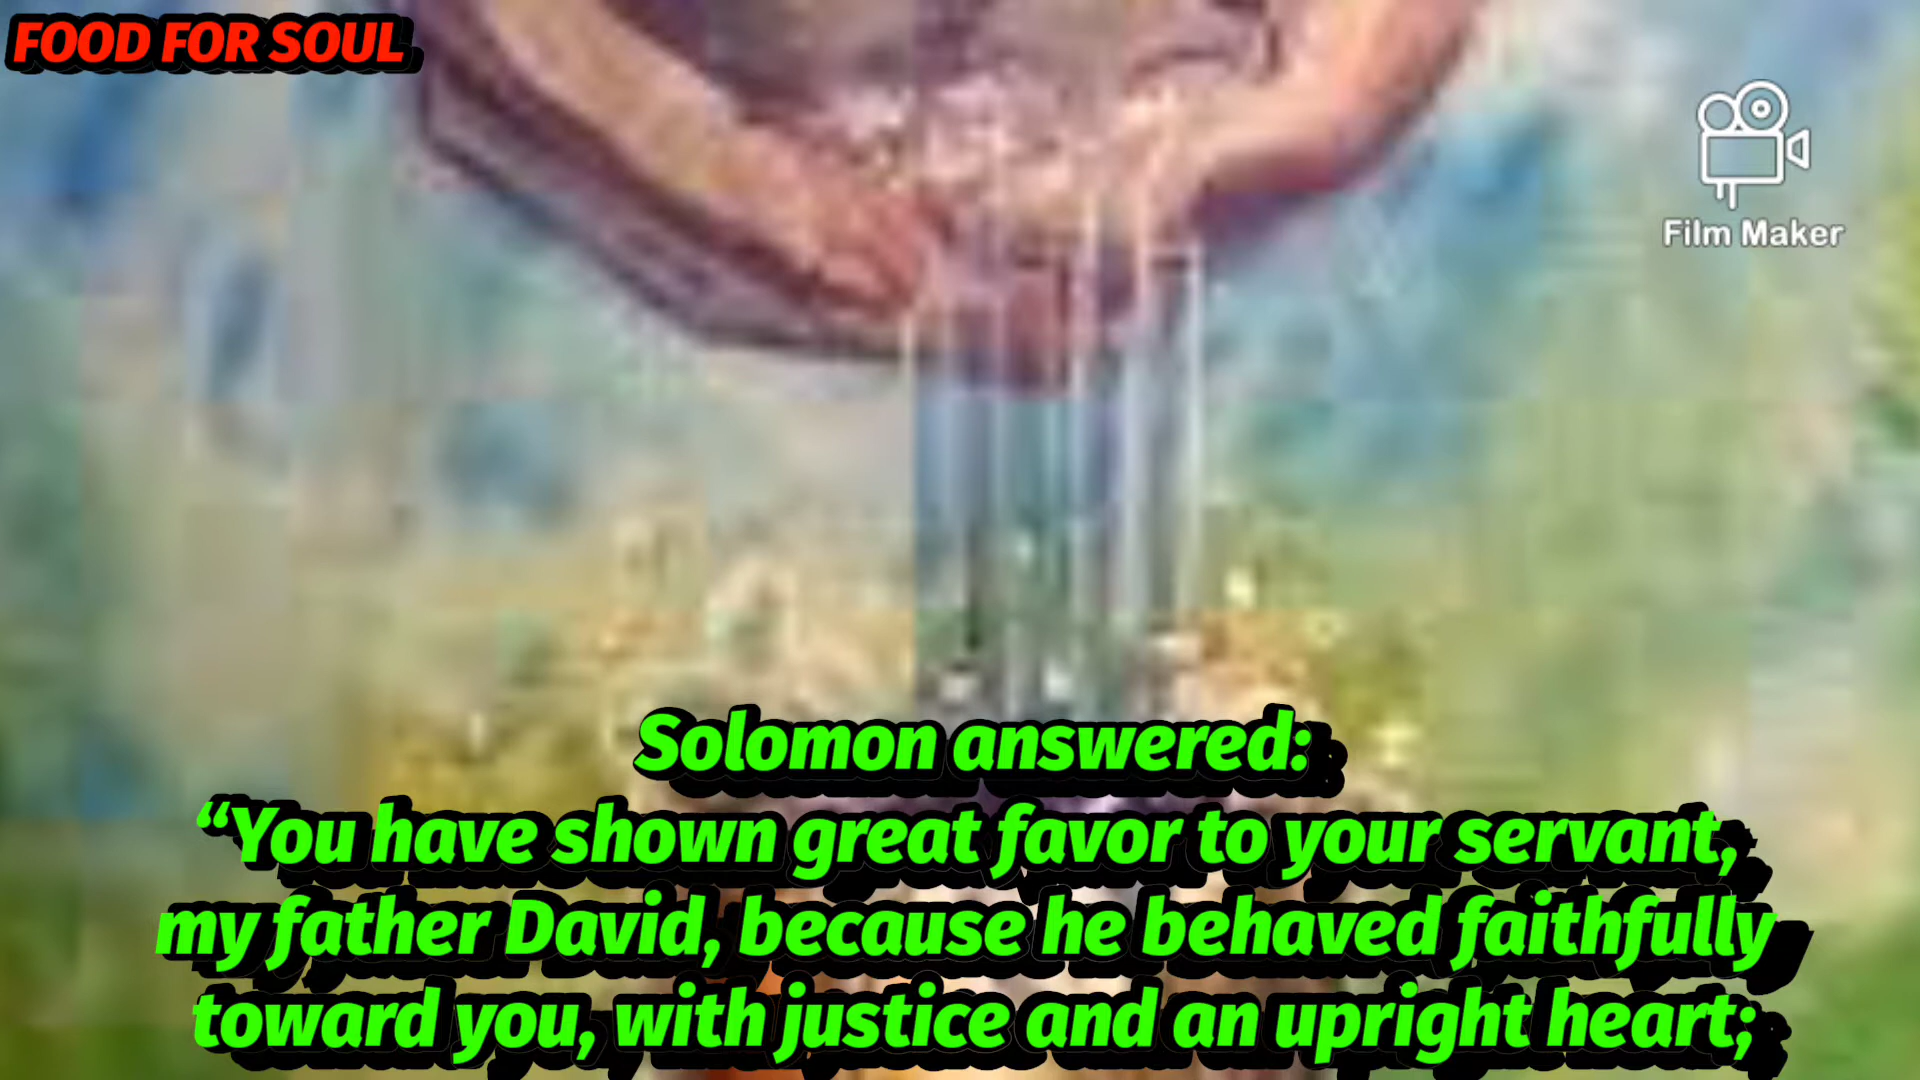 FOOD FOR SOUL
Film Maker
Solomon answered:
“You have shown great favor to your servant,
my father David, because he behaved faithfully
toward you, with justice and an upright heart;